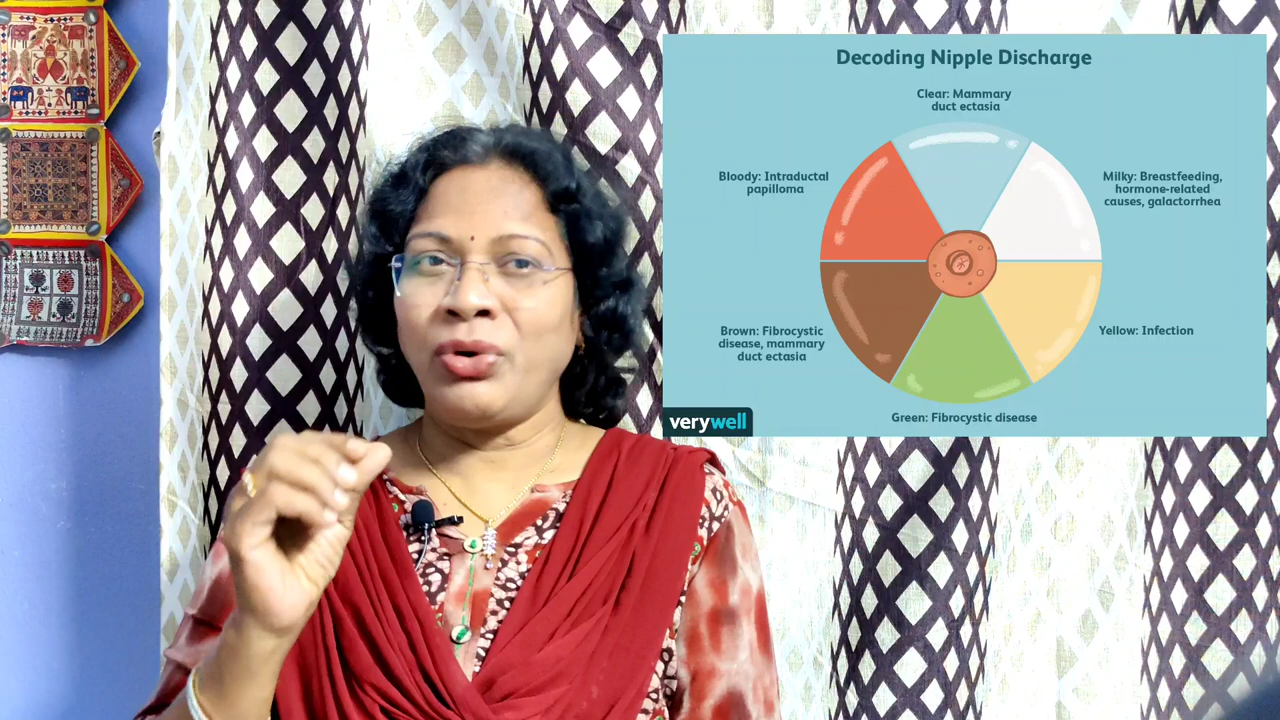 Decoding Nipple Discharge
Clear: Mammary
duct ectasia
Bloody: Intraductal
papilloma
Milky: Breastfeeding,
hormone-related
causes, galactorrhea
Brown: Fibrocystic
disease, mammary
duct ectasia
Yellow: Infection
Green: Fibrocystic disease
verywell